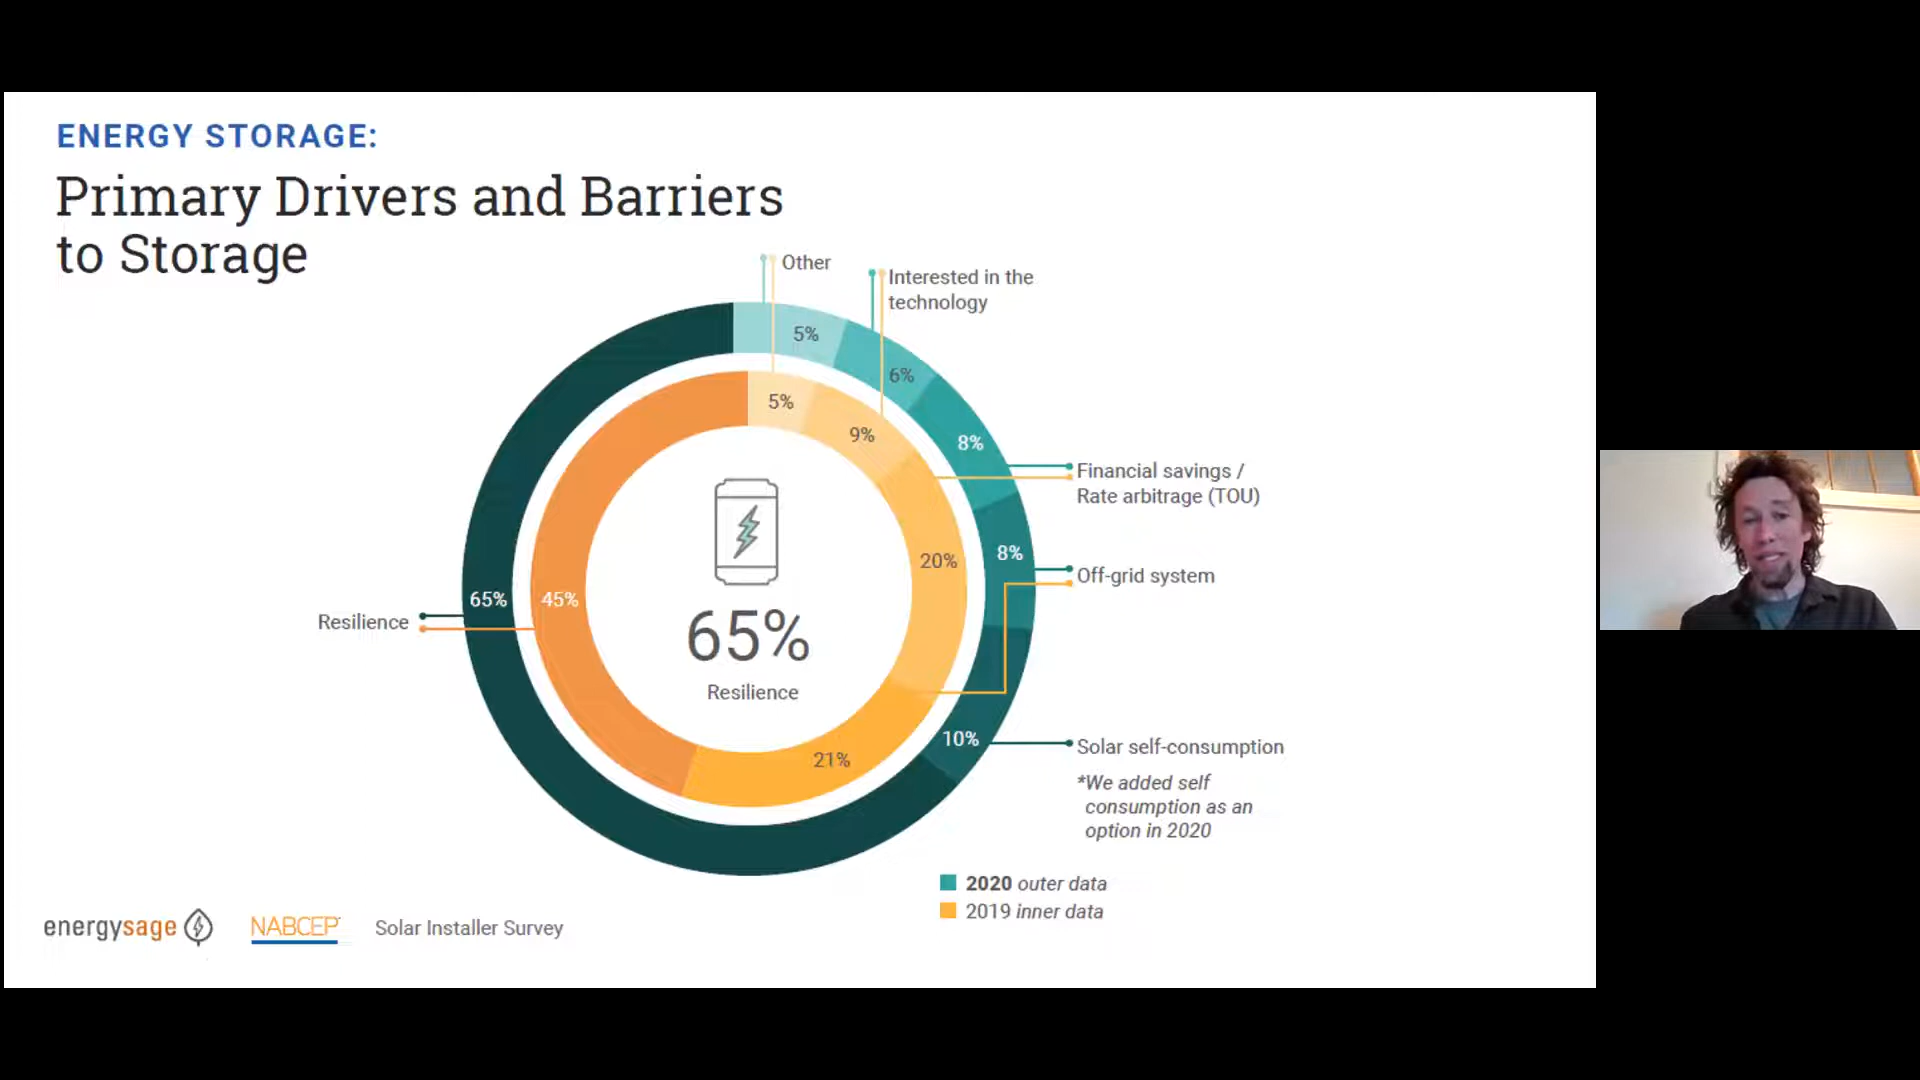 ENERGY STORAGE:
Primary Drivers and Barriers
to Storage
Other
Interested in the
technology
5%
6%
5%
9%
8%
Financial savings /
Rate arbitrage (TOU)
20%
8%
Off-grid system
65%
45%
Resilience
65%
Resilience
21%
10%
Solar self-consumption
*We added self
consumption as an
option in 2020
2020 outer data
2019 inner data
energysage
NABCEP
Solar Installer Survey